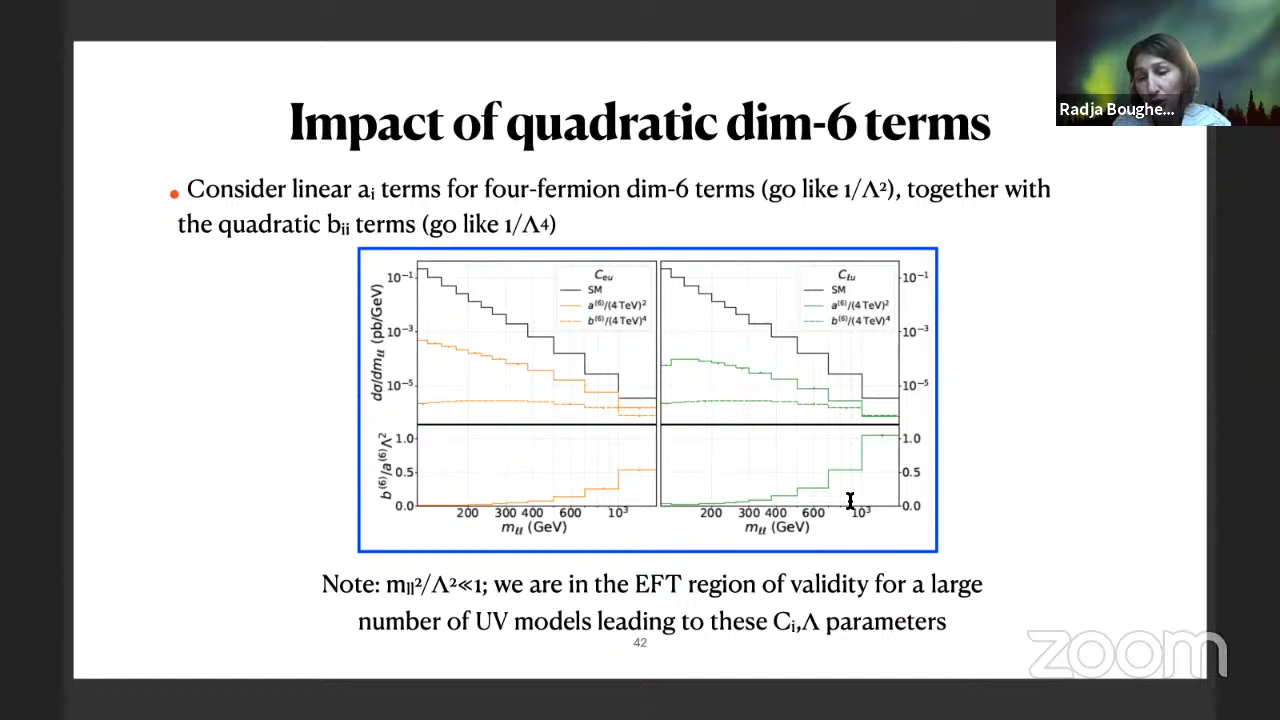 Radja Boughe...
Impact of quadratic dim-6 terms
• Consider linear aᵢ terms for four-fermion dim-6 terms (go like 1/Λ²), together with
the quadratic bᵢᵢ terms (go like 1/Λ⁴)
C_eu
SM
a⁽⁶⁾/(4 TeV)²
b⁽⁶⁾/(4 TeV)⁴
dσ/dm_ℓℓ (pb/GeV)
10⁻¹
10⁻³
10⁻⁵
C_ℓu
SM
a⁽⁶⁾/(4 TeV)²
b⁽⁶⁾/(4 TeV)⁴
10⁻¹
10⁻³
10⁻⁵
b⁽⁶⁾/a⁽⁶⁾Λ²
1.0
0.5
0.0
1.0
0.5
0.0
200 300 400 600 10³
m_ℓℓ (GeV)
200 300 400 600 10³
m_ℓℓ (GeV)
Note: m_ll²/Λ²≪1; we are in the EFT region of validity for a large
number of UV models leading to these Cᵢ,Λ parameters
42
zoom